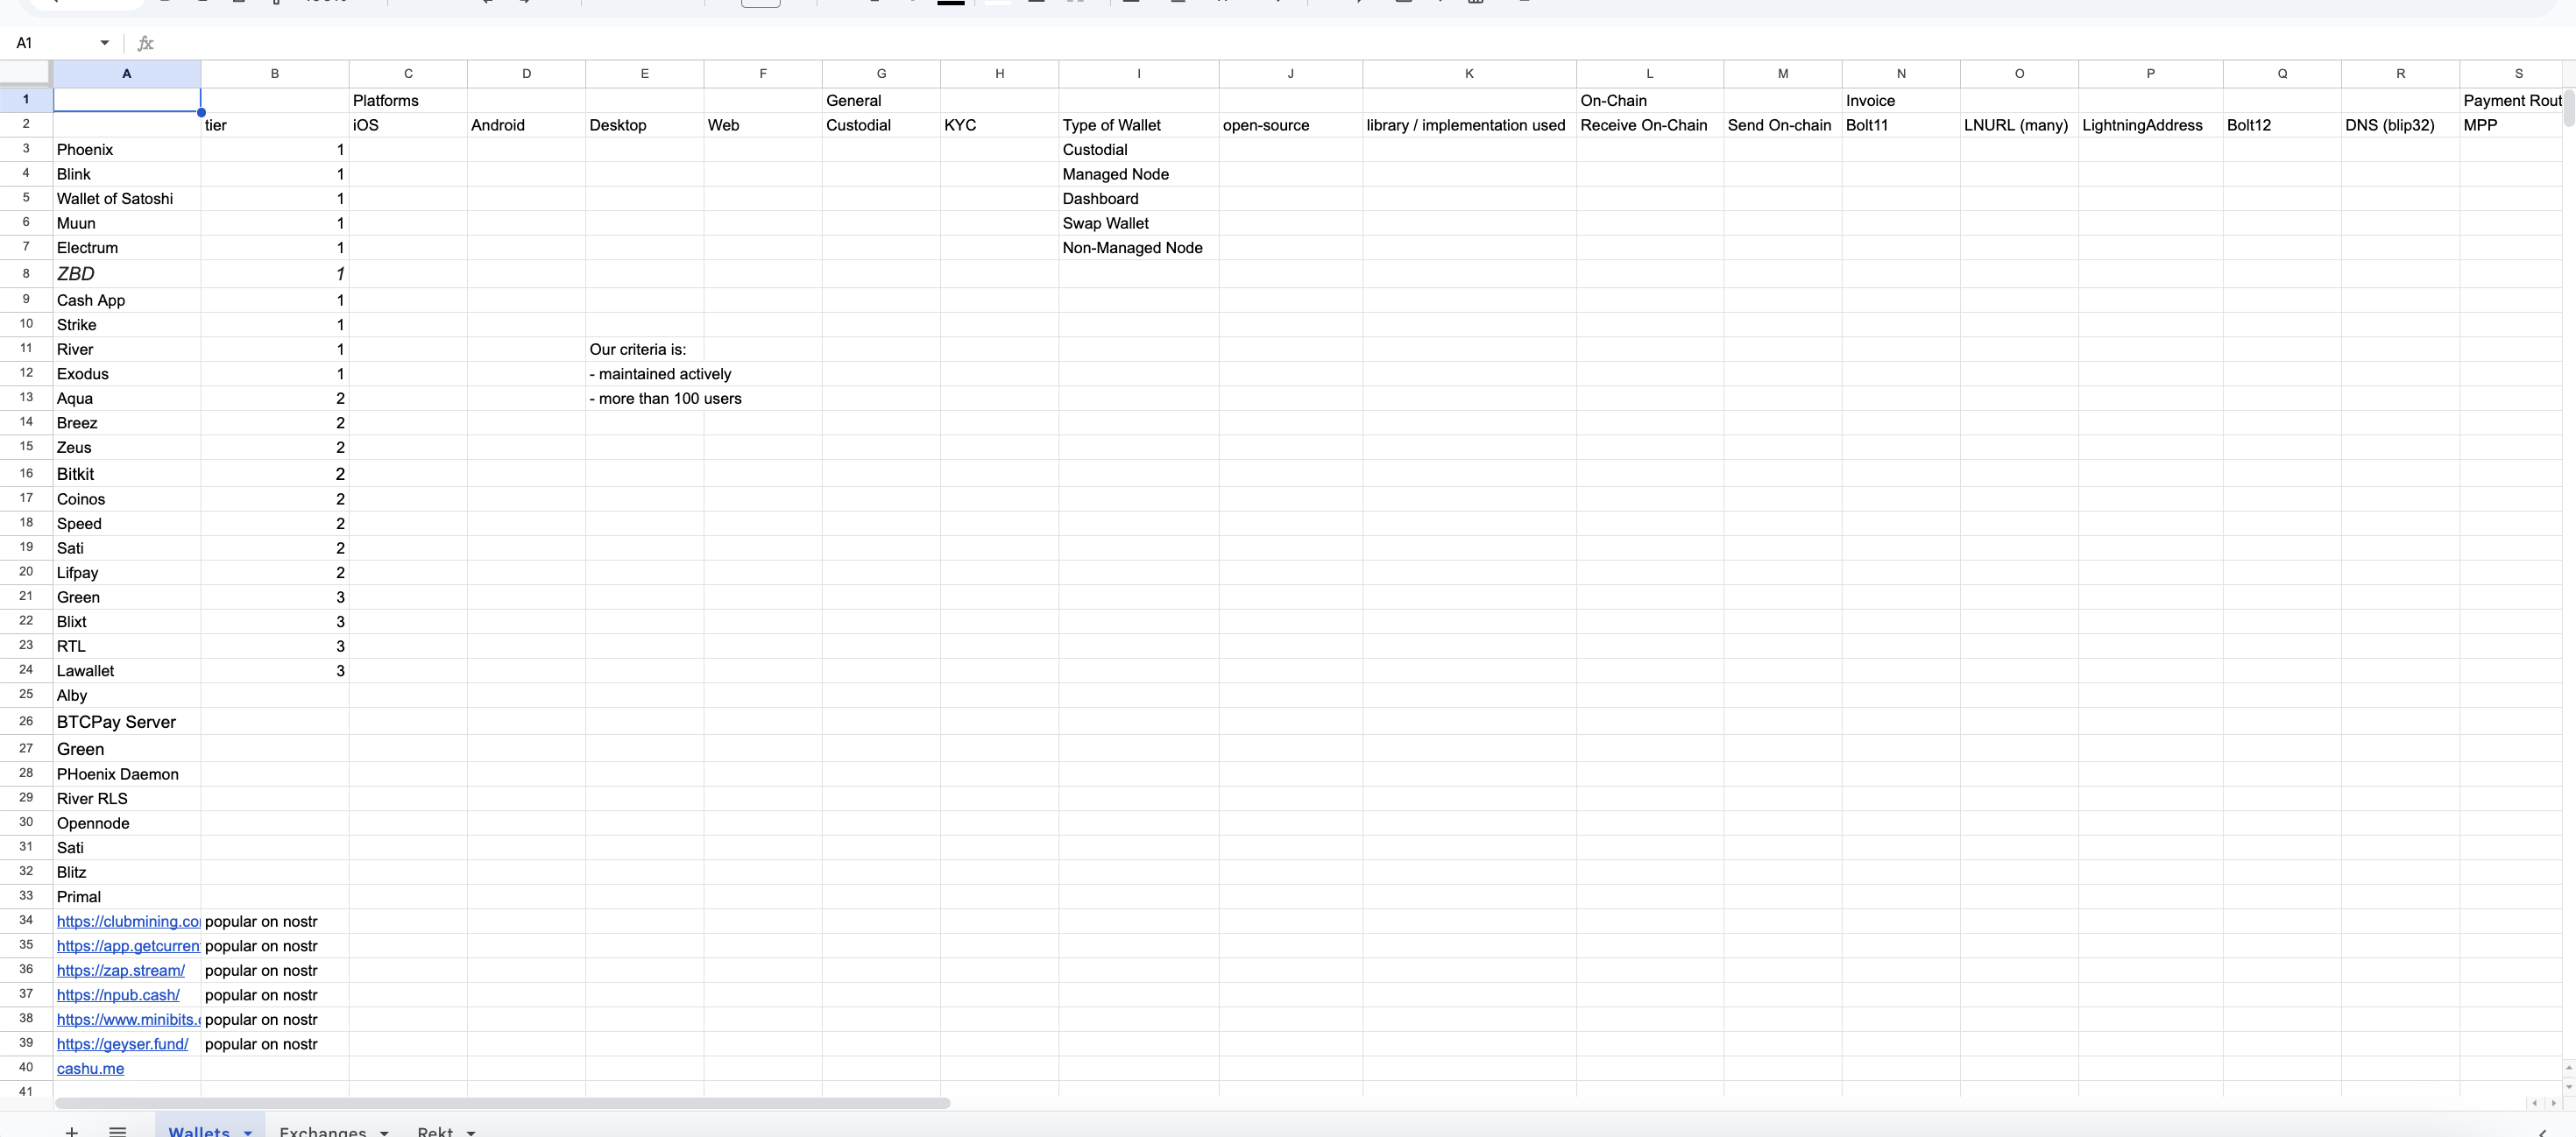 A1 fx
A B C D E F G H I J K L M N O P Q R S
1 Platforms General On-Chain Invoice Payment Rout
2 tier iOS Android Desktop Web Custodial KYC Type of Wallet open-source library / implementation used Receive On-Chain Send On-chain Bolt11 LNURL (many) LightningAddress Bolt12 DNS (blip32) MPP
3 Phoenix 1 Custodial
4 Blink 1 Managed Node
5 Wallet of Satoshi 1 Dashboard
6 Muun 1 Swap Wallet
7 Electrum 1 Non-Managed Node
8 ZBD 1
9 Cash App 1
10 Strike 1
11 River 1 Our criteria is:
12 Exodus 1 - maintained actively
13 Aqua 2 - more than 100 users
14 Breez 2
15 Zeus 2
16 Bitkit 2
17 Coinos 2
18 Speed 2
19 Sati 2
20 Lifpay 2
21 Green 3
22 Blixt 3
23 RTL 3
24 Lawallet 3
25 Alby
26 BTCPay Server
27 Green
28 PHoenix Daemon
29 River RLS
30 Opennode
31 Sati
32 Blitz
33 Primal
34 https://clubmining.co popular on nostr
35 https://app.getcurren popular on nostr
36 https://zap.stream/ popular on nostr
37 https://npub.cash/ popular on nostr
38 https://www.minibits. popular on nostr
39 https://geyser.fund/ popular on nostr
40 cashu.me
41
Wallets Exchanges Rekt